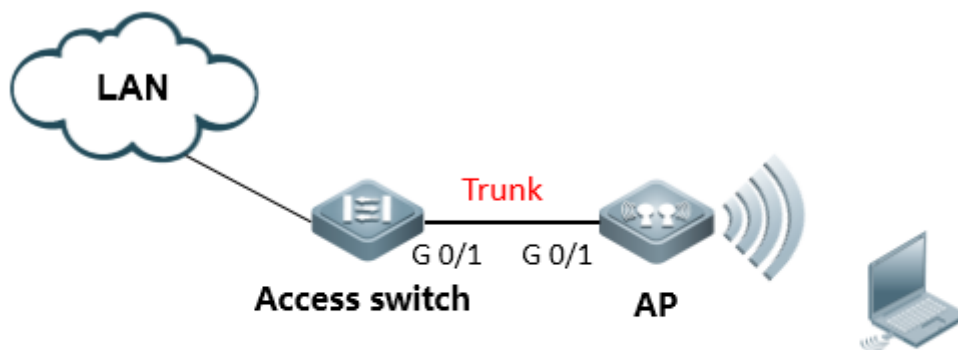 LAN
Trunk
G 0/1 G 0/1
Access switch
AP